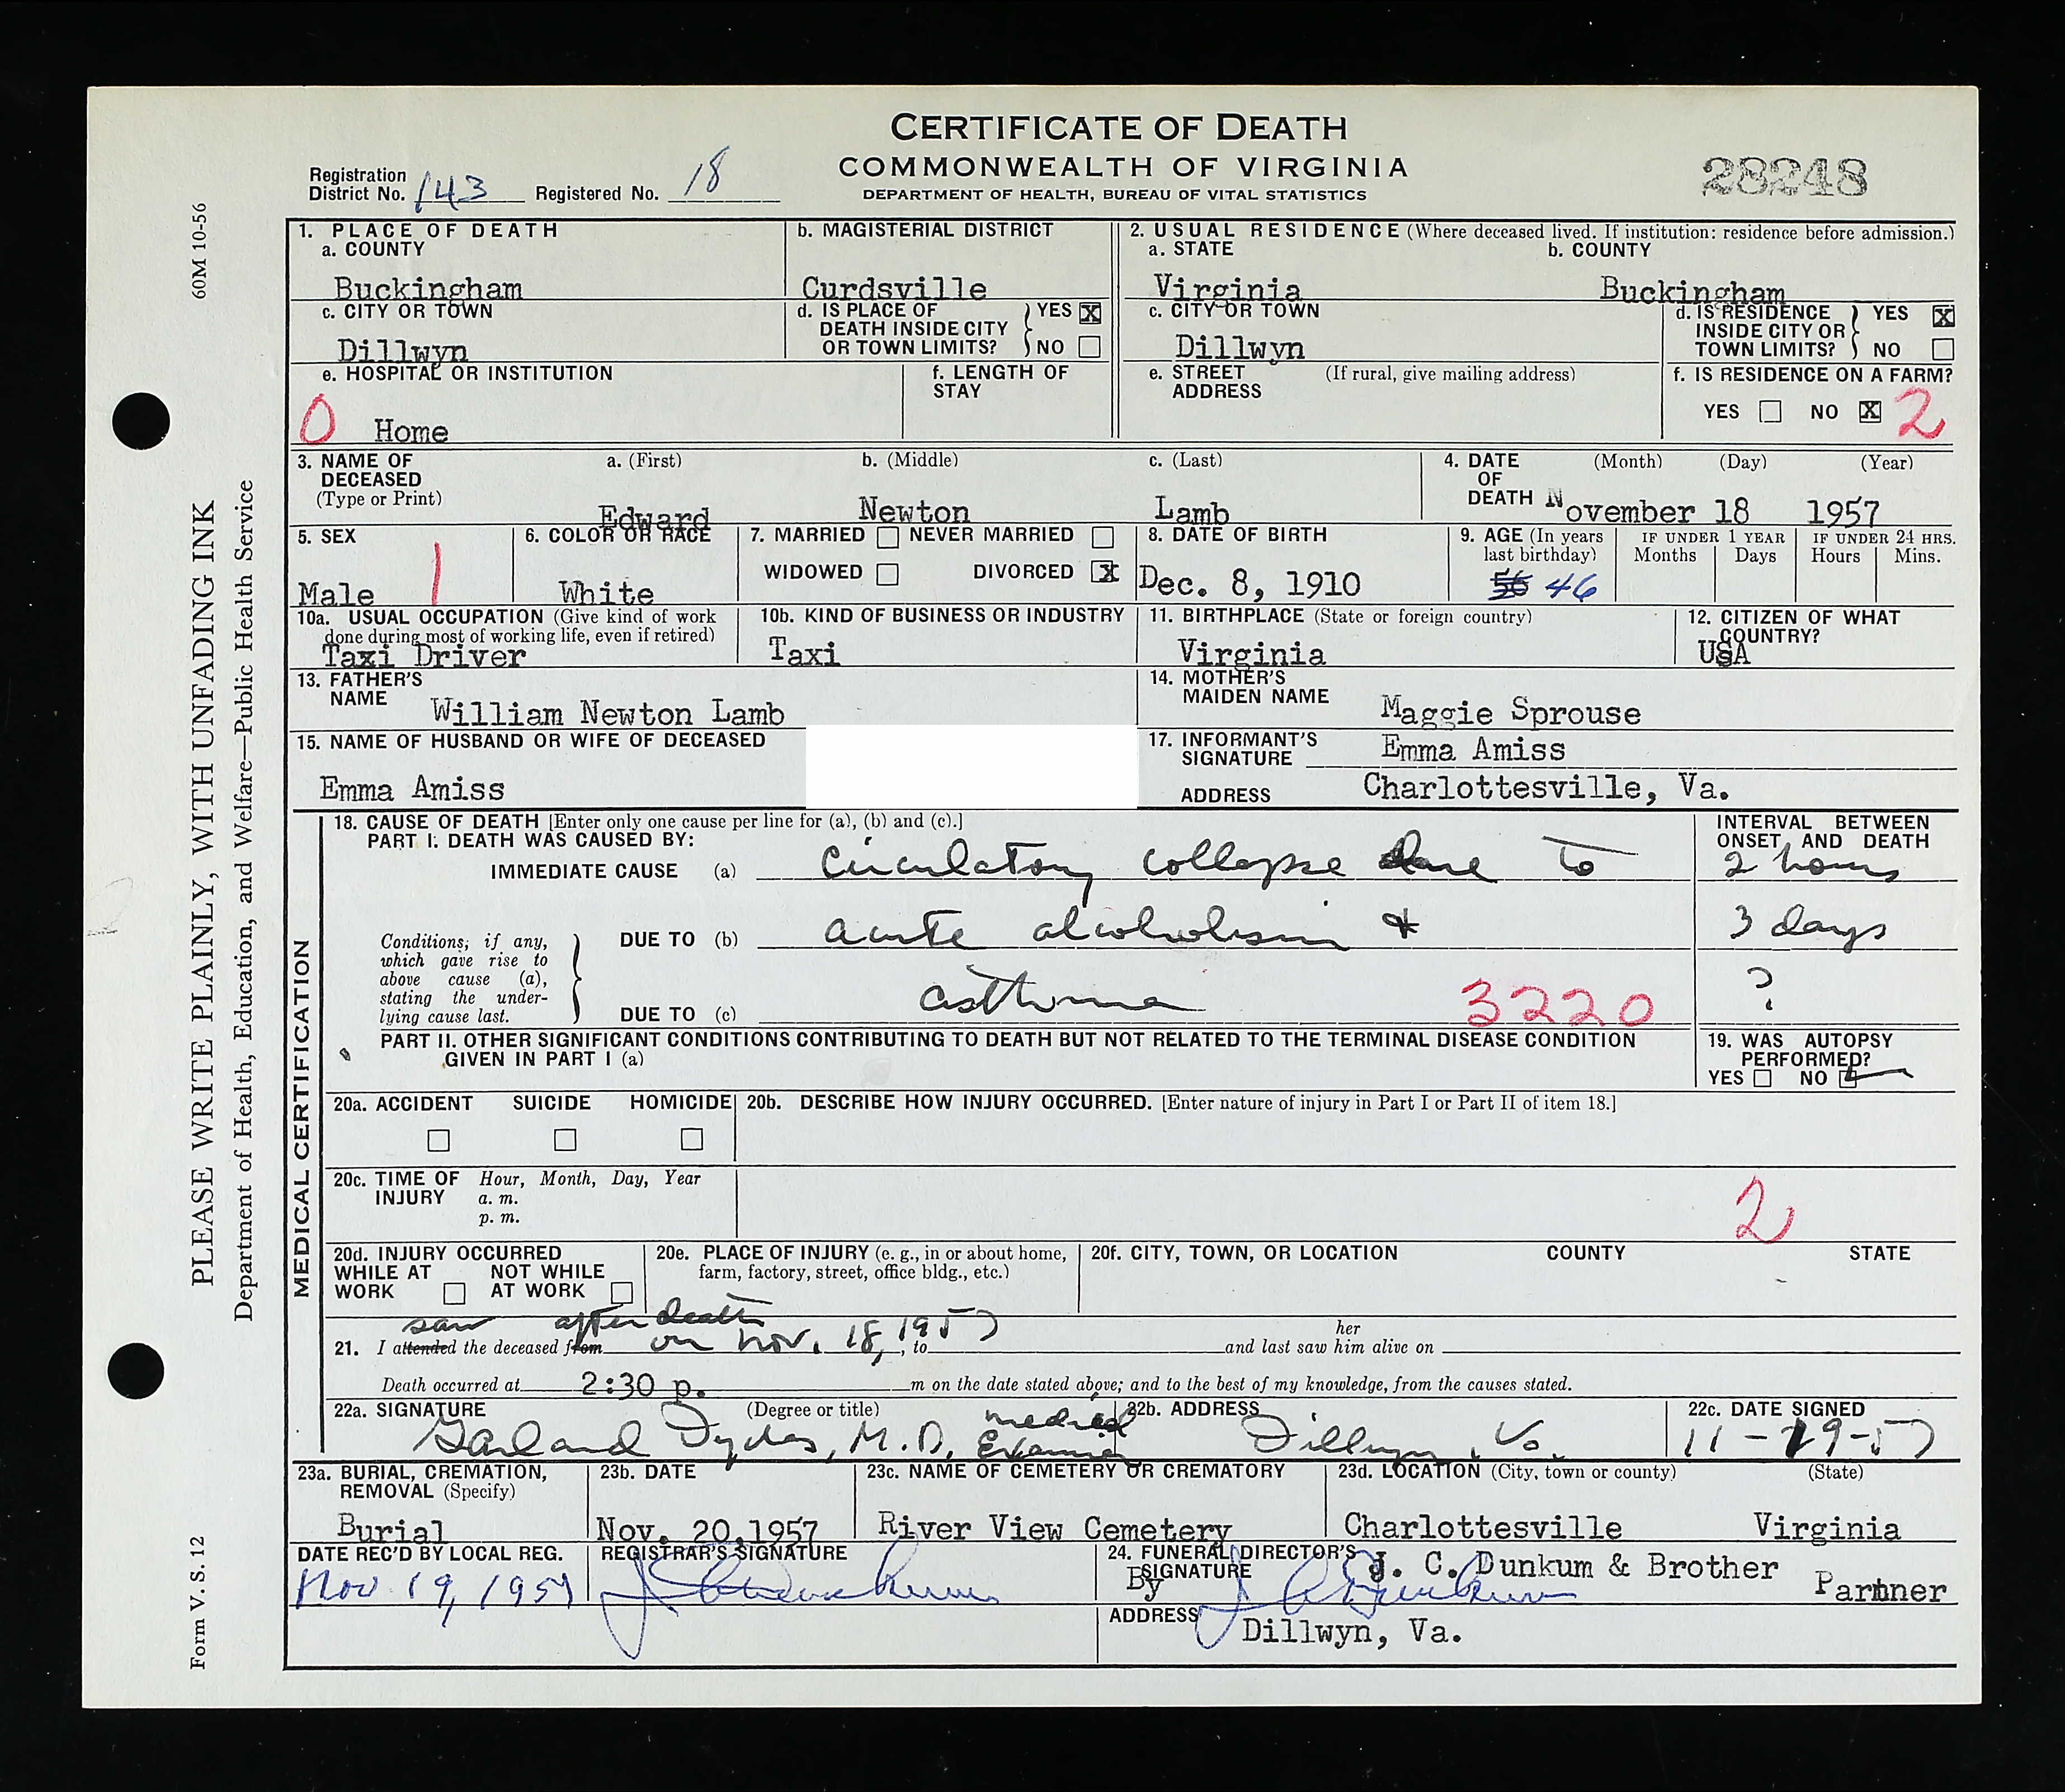 CERTIFICATE OF DEATH
COMMONWEALTH OF VIRGINIA
DEPARTMENT OF HEALTH, BUREAU OF VITAL STATISTICS
28248
Registration District No. 143 Registered No. 18
60M 10-56
PLEASE WRITE PLAINLY, WITH UNFADING INK
Department of Health, Education, and Welfare—Public Health Service
Form V. S. 12
1. PLACE OF DEATH
a. COUNTY
Buckingham
b. MAGISTERIAL DISTRICT
Curdsville
2. USUAL RESIDENCE (Where deceased lived. If institution: residence before admission.)
a. STATE
Virginia
b. COUNTY
Buckingham
c. CITY OR TOWN
Dillwyn
d. IS PLACE OF DEATH INSIDE CITY OR TOWN LIMITS? YES X NO
c. CITY OR TOWN
Dillwyn
d. IS RESIDENCE INSIDE CITY OR TOWN LIMITS? YES X NO
e. HOSPITAL OR INSTITUTION
0 Home
f. LENGTH OF STAY
e. STREET ADDRESS (If rural, give mailing address)
f. IS RESIDENCE ON A FARM?
YES NO X 2
3. NAME OF DECEASED (Type or Print)
a. (First) b. (Middle) c. (Last)
Edward Newton Lamb
4. DATE OF DEATH (Month) (Day) (Year)
November 18 1957
5. SEX
Male 1
6. COLOR OR RACE
White
7. MARRIED NEVER MARRIED
WIDOWED DIVORCED X
8. DATE OF BIRTH
Dec. 8, 1910
9. AGE (In years last birthday)
56 46
IF UNDER 1 YEAR
Months Days
IF UNDER 24 HRS.
Hours Mins.
10a. USUAL OCCUPATION (Give kind of work done during most of working life, even if retired)
Taxi Driver
10b. KIND OF BUSINESS OR INDUSTRY
Taxi
11. BIRTHPLACE (State or foreign country)
Virginia
12. CITIZEN OF WHAT COUNTRY?
USA
13. FATHER'S NAME
William Newton Lamb
14. MOTHER'S MAIDEN NAME
Maggie Sprouse
15. NAME OF HUSBAND OR WIFE OF DECEASED
Emma Amiss
17. INFORMANT'S SIGNATURE
Emma Amiss
ADDRESS Charlottesville, Va.
MEDICAL CERTIFICATION
18. CAUSE OF DEATH [Enter only one cause per line for (a), (b) and (c).]
PART I. DEATH WAS CAUSED BY:
INTERVAL BETWEEN ONSET AND DEATH
IMMEDIATE CAUSE (a) Circulatory collapse due to
2 hours
Conditions, if any, which gave rise to above cause (a), stating the underlying cause last.
DUE TO (b) acute alcoholism &
3 days
DUE TO (c) asthma 3220
?
PART II. OTHER SIGNIFICANT CONDITIONS CONTRIBUTING TO DEATH BUT NOT RELATED TO THE TERMINAL DISEASE CONDITION GIVEN IN PART I (a)
19. WAS AUTOPSY PERFORMED?
YES NO
20a. ACCIDENT SUICIDE HOMICIDE
20b. DESCRIBE HOW INJURY OCCURRED. [Enter nature of injury in Part I or Part II of item 18.]
20c. TIME OF INJURY Hour, Month, Day, Year
a. m.
p. m.
2
20d. INJURY OCCURRED
WHILE AT WORK NOT WHILE AT WORK
20e. PLACE OF INJURY (e. g., in or about home, farm, factory, street, office bldg., etc.)
20f. CITY, TOWN, OR LOCATION COUNTY STATE
saw after death
21. I attended the deceased from on Nov. 18, 1957, to and last saw him her alive on
Death occurred at 2:30 p. m on the date stated above; and to the best of my knowledge, from the causes stated.
22a. SIGNATURE (Degree or title)
Garland Dyches, M.D. Medical Examiner
22b. ADDRESS
Dillwyn, Va.
22c. DATE SIGNED
11-19-57
23a. BURIAL, CREMATION, REMOVAL (Specify)
Burial
23b. DATE
Nov. 20, 1957
23c. NAME OF CEMETERY OR CREMATORY
River View Cemetery
23d. LOCATION (City, town or county) (State)
Charlottesville Virginia
DATE REC'D BY LOCAL REG.
Nov 19, 1957
REGISTRAR'S SIGNATURE
24. FUNERAL DIRECTOR'S SIGNATURE
J. C. Dunkum & Brother
By Partner
ADDRESS
Dillwyn, Va.